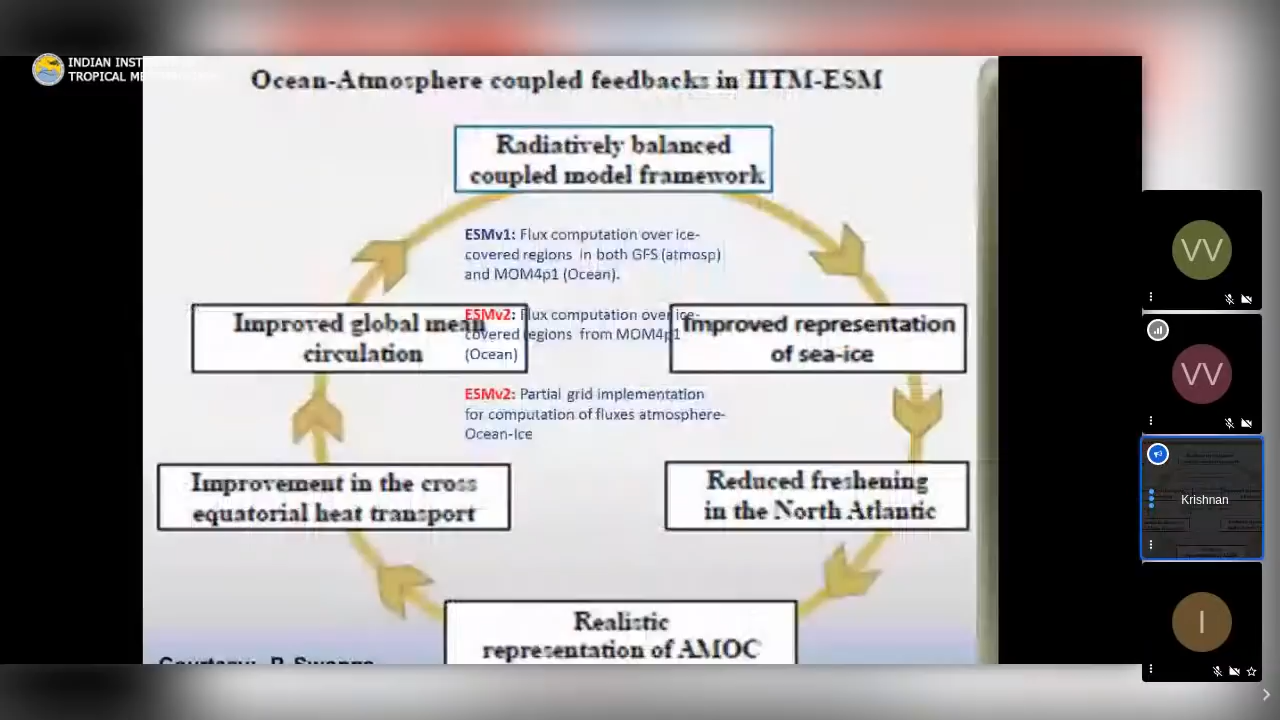 INDIAN INST
TROPICAL ME
Ocean-Atmosphere coupled feedbacks in IITM-ESM
Radiatively balanced
coupled model framework
ESMv1: Flux computation over ice-
covered regions in both GFS (atmosp)
and MOM4p1 (Ocean).
Improved global mean
circulation
ESMv2: Flux computation over ice-
covered regions from MOM4p1
(Ocean)
Improved representation
of sea-ice
ESMv2: Partial grid implementation
for computation of fluxes atmosphere-
Ocean-Ice
Improvement in the cross
equatorial heat transport
Reduced freshening
in the North Atlantic
Realistic
representation of AMOC
VV
VV
Krishnan
I